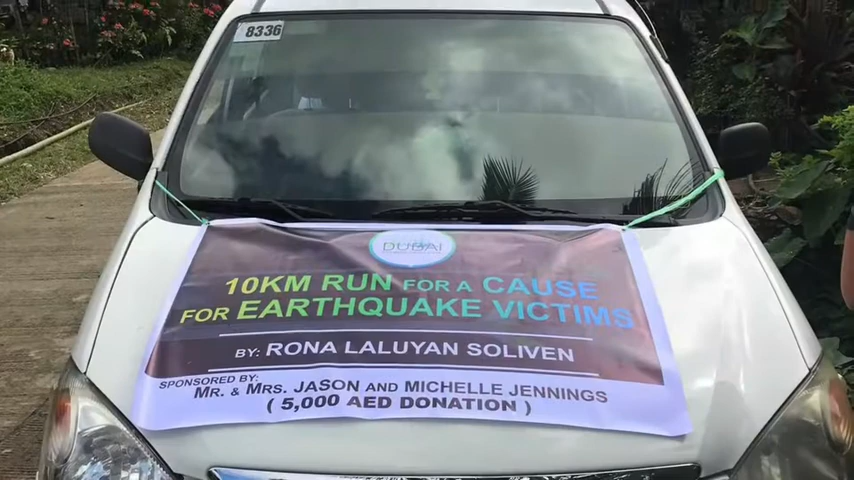 8336
DUBAI
10KM RUN FOR A CAUSE
FOR EARTHQUAKE VICTIMS
BY: RONA LALUYAN SOLIVEN
SPONSORED BY:
MR. & MRS. JASON AND MICHELLE JENNINGS
( 5,000 AED DONATION )